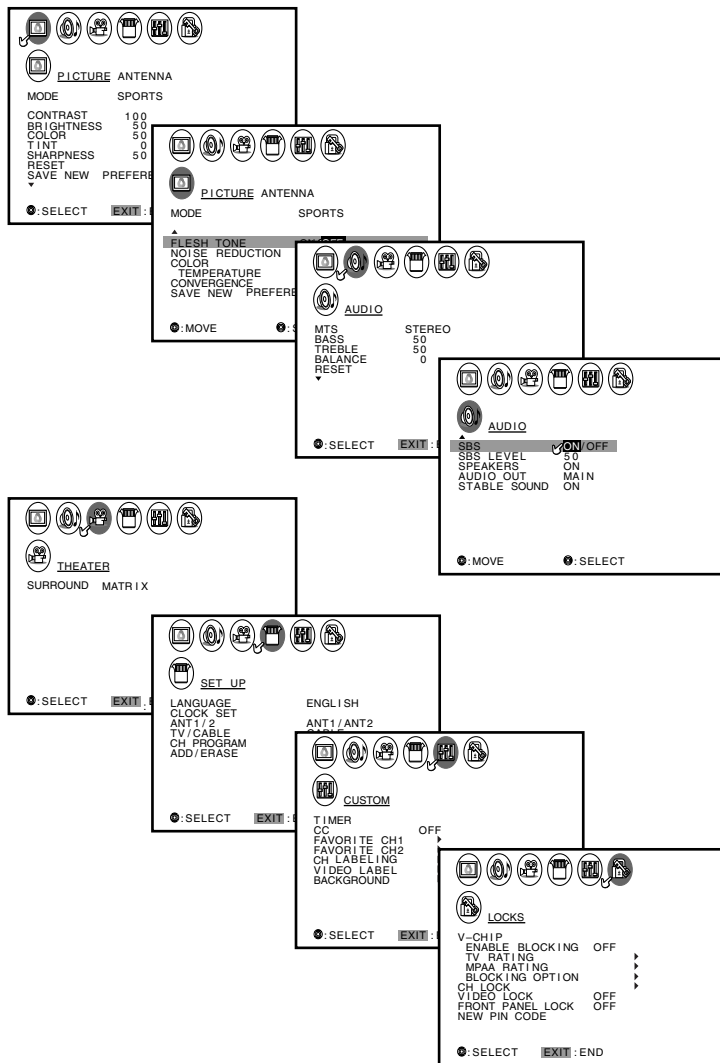 PICTURE ANTENNA
MODE SPORTS
CONTRAST 100
BRIGHTNESS 50
COLOR 50
TINT 0
SHARPNESS 50
RESET
SAVE NEW PREFERE
:SELECT EXIT :
PICTURE ANTENNA
MODE SPORTS
FLESH TONE
NOISE REDUCTION
COLOR
TEMPERATURE
CONVERGENCE
SAVE NEW PREFERE
:MOVE :
AUDIO
MTS STEREO
BASS 50
TREBLE 50
BALANCE 0
RESET
:SELECT EXIT :
AUDIO
SBS ON/OFF
SBS LEVEL 50
SPEAKERS ON
AUDIO OUT MAIN
STABLE SOUND ON
:MOVE :SELECT
THEATER
SURROUND MATRIX
:SELECT EXIT :
SET UP
LANGUAGE ENGLISH
CLOCK SET
ANT1/2 ANT1/ANT2
TV/CABLE CABLE
CH PROGRAM
ADD/ERASE
:SELECT EXIT :
CUSTOM
TIMER
CC OFF
FAVORITE CH1
FAVORITE CH2
CH LABELING
VIDEO LABEL
BACKGROUND
:SELECT EXIT :
LOCKS
V-CHIP
ENABLE BLOCKING OFF
TV RATING
MPAA RATING
BLOCKING OPTION
CH LOCK
VIDEO LOCK OFF
FRONT PANEL LOCK OFF
NEW PIN CODE
:SELECT EXIT :END